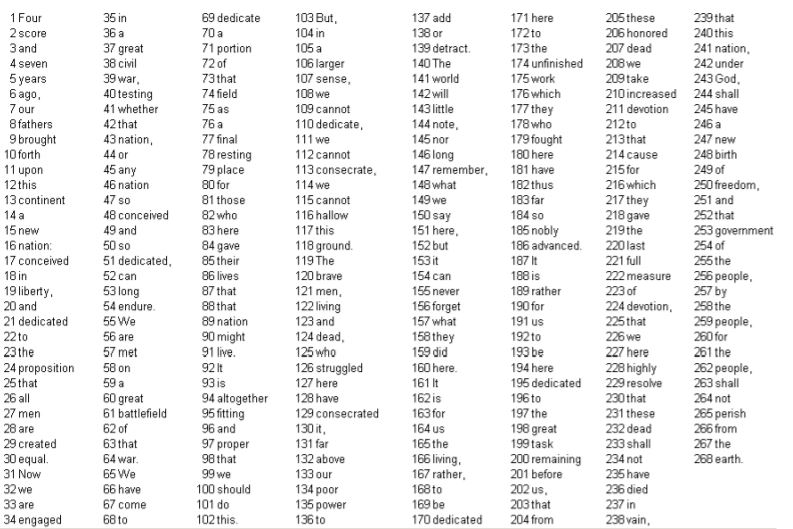 1 Four
2 score
3 and
4 seven
5 years
6 ago,
7 our
8 fathers
9 brought
10 forth
11 upon
12 this
13 continent
14 a
15 new
16 nation:
17 conceived
18 in
19 liberty,
20 and
21 dedicated
22 to
23 the
24 proposition
25 that
26 all
27 men
28 are
29 created
30 equal.
31 Now
32 we
33 are
34 engaged
35 in
36 a
37 great
38 civil
39 war,
40 testing
41 whether
42 that
43 nation,
44 or
45 any
46 nation
47 so
48 conceived
49 and
50 so
51 dedicated,
52 can
53 long
54 endure.
55 We
56 are
57 met
58 on
59 a
60 great
61 battlefield
62 of
63 that
64 war.
65 We
66 have
67 come
68 to
69 dedicate
70 a
71 portion
72 of
73 that
74 field
75 as
76 a
77 final
78 resting
79 place
80 for
81 those
82 who
83 here
84 gave
85 their
86 lives
87 that
88 that
89 nation
90 might
91 live.
92 It
93 is
94 altogether
95 fitting
96 and
97 proper
98 that
99 we
100 should
101 do
102 this.
103 But,
104 in
105 a
106 larger
107 sense,
108 we
109 cannot
110 dedicate,
111 we
112 cannot
113 consecrate,
114 we
115 cannot
116 hallow
117 this
118 ground.
119 The
120 brave
121 men,
122 living
123 and
124 dead,
125 who
126 struggled
127 here
128 have
129 consecrated
130 it,
131 far
132 above
133 our
134 poor
135 power
136 to
137 add
138 or
139 detract.
140 The
141 world
142 will
143 little
144 note,
145 nor
146 long
147 remember,
148 what
149 we
150 say
151 here,
152 but
153 it
154 can
155 never
156 forget
157 what
158 they
159 did
160 here.
161 It
162 is
163 for
164 us
165 the
166 living,
167 rather,
168 to
169 be
170 dedicated
171 here
172 to
173 the
174 unfinished
175 work
176 which
177 they
178 who
179 fought
180 here
181 have
182 thus
183 far
184 so
185 nobly
186 advanced.
187 It
188 is
189 rather
190 for
191 us
192 to
193 be
194 here
195 dedicated
196 to
197 the
198 great
199 task
200 remaining
201 before
202 us,
203 that
204 from
205 these
206 honored
207 dead
208 we
209 take
210 increased
211 devotion
212 to
213 that
214 cause
215 for
216 which
217 they
218 gave
219 the
220 last
221 full
222 measure
223 of
224 devotion,
225 that
226 we
227 here
228 highly
229 resolve
230 that
231 these
232 dead
233 shall
234 not
235 have
236 died
237 in
238 vain,
239 that
240 this
241 nation,
242 under
243 God,
244 shall
245 have
246 a
247 new
248 birth
249 of
250 freedom,
251 and
252 that
253 government
254 of
255 the
256 people,
257 by
258 the
259 people,
260 for
261 the
262 people,
263 shall
264 not
265 perish
266 from
267 the
268 earth.